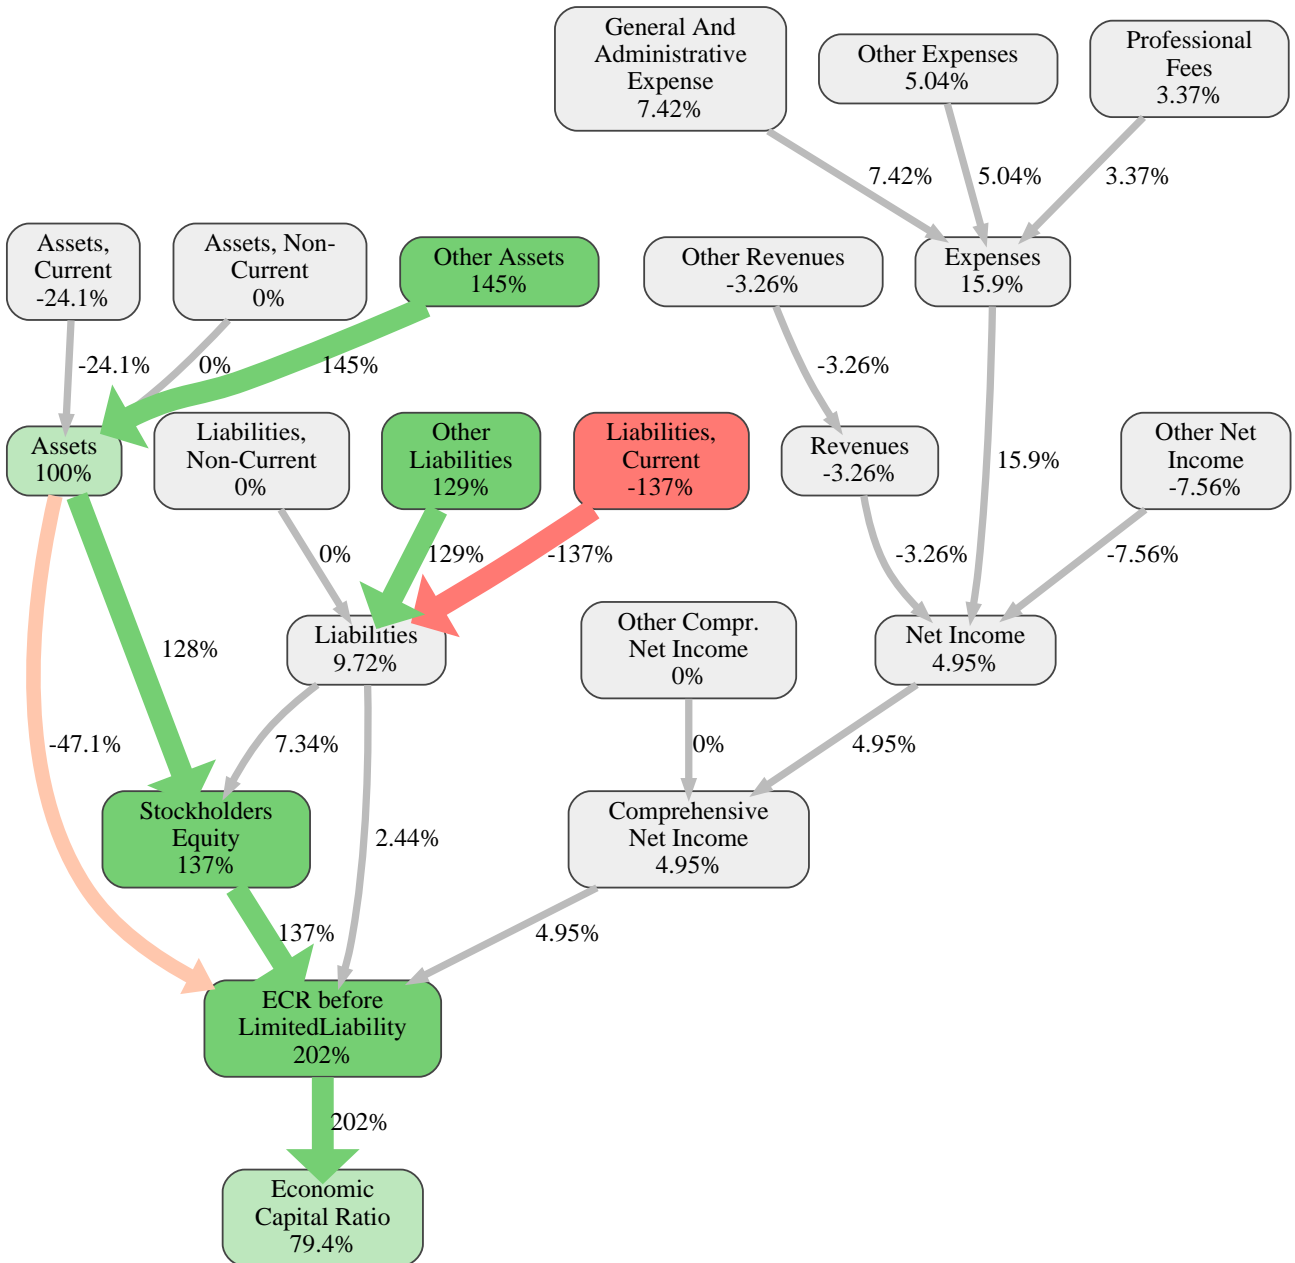 General And
Administrative
Expense
7.42%
Other Expenses
5.04%
Professional
Fees
3.37%
7.42%
5.04%
3.37%
Assets,
Current
-24.1%
Assets, Non-
Current
0%
Other Assets
145%
Other Revenues
-3.26%
Expenses
15.9%
-24.1%
0%
145%
-3.26%
Assets
100%
Liabilities,
Non-Current
0%
Other
Liabilities
129%
Liabilities,
Current
-137%
Revenues
-3.26%
15.9%
Other Net
Income
-7.56%
0%
129%
-137%
-3.26%
-7.56%
128%
Liabilities
9.72%
Other Compr.
Net Income
0%
Net Income
4.95%
-47.1%
7.34%
0%
4.95%
Stockholders
Equity
137%
2.44%
Comprehensive
Net Income
4.95%
137%
4.95%
ECR before
LimitedLiability
202%
202%
Economic
Capital Ratio
79.4%